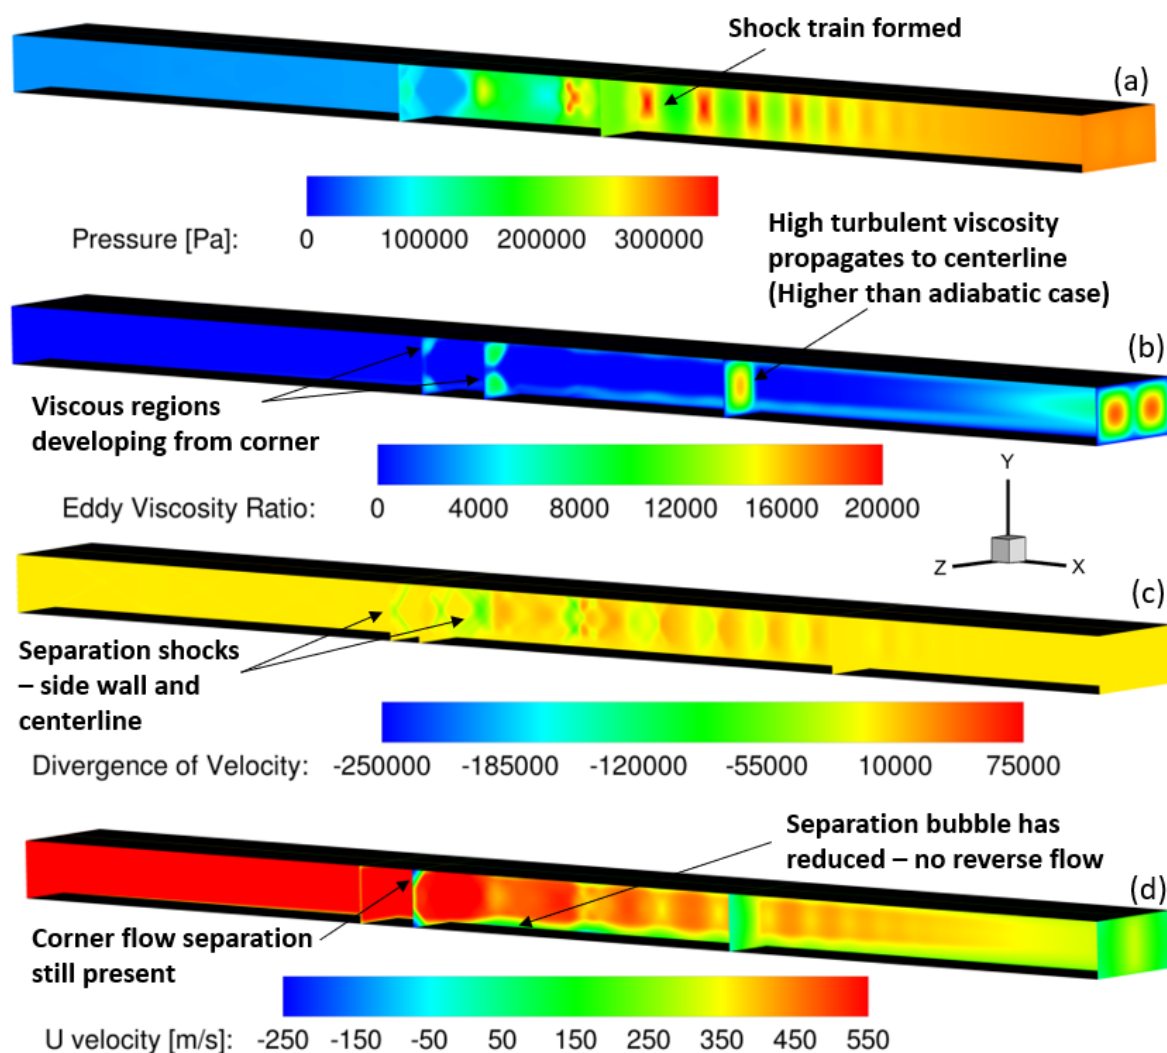 Shock train formed
(a)
Pressure [Pa]:
0 100000 200000 300000
High turbulent viscosity
propagates to centerline
(Higher than adiabatic case)
(b)
Viscous regions
developing from corner
Eddy Viscosity Ratio:
0 4000 8000 12000 16000 20000
Y
Z X
(c)
Separation shocks
– side wall and
centerline
Divergence of Velocity:
-250000 -185000 -120000 -55000 10000 75000
Separation bubble has
reduced – no reverse flow
(d)
Corner flow separation
still present
U velocity [m/s]: -250 -150 -50 50 150 250 350 450 550